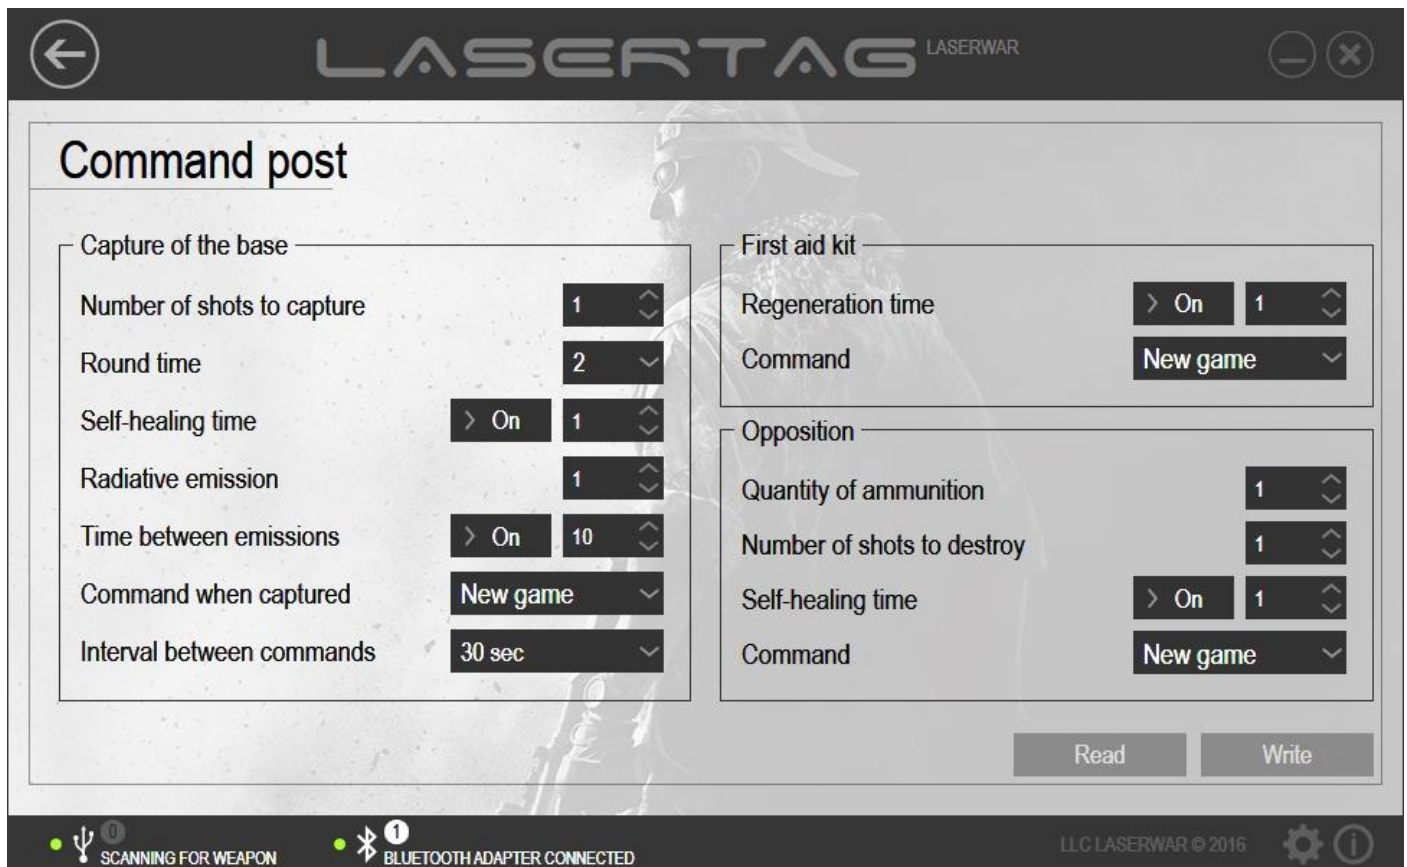 LASERTAG LASERWAR
Command post
Capture of the base
Number of shots to capture 1
Round time 2
Self-healing time > On 1
Radiative emission 1
Time between emissions > On 10
Command when captured New game
Interval between commands 30 sec
First aid kit
Regeneration time > On 1
Command New game
Opposition
Quantity of ammunition 1
Number of shots to destroy 1
Self-healing time > On 1
Command New game
Read Write
0
SCANNING FOR WEAPON
1
BLUETOOTH ADAPTER CONNECTED
LLC LASERWAR © 2016